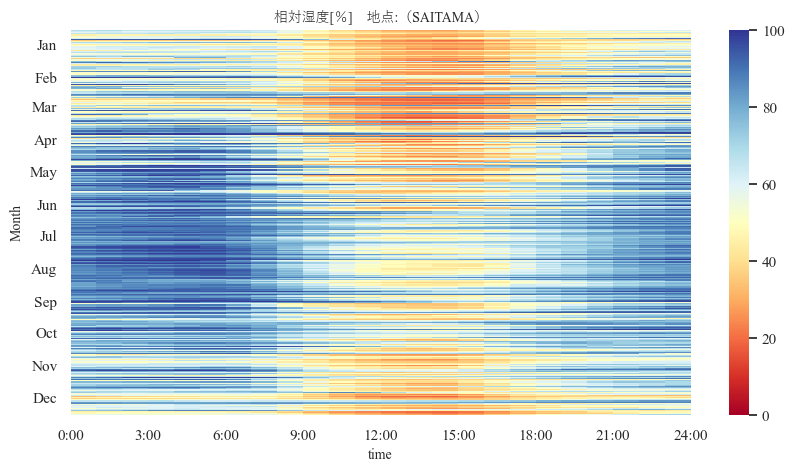 相対湿度[％]　地点:（SAITAMA）
Jan
Feb
Mar
Apr
May
Jun
Jul
Aug
Sep
Oct
Nov
Dec
Month
0:00 3:00 6:00 9:00 12:00 15:00 18:00 21:00 24:00
time
100
80
60
40
20
0